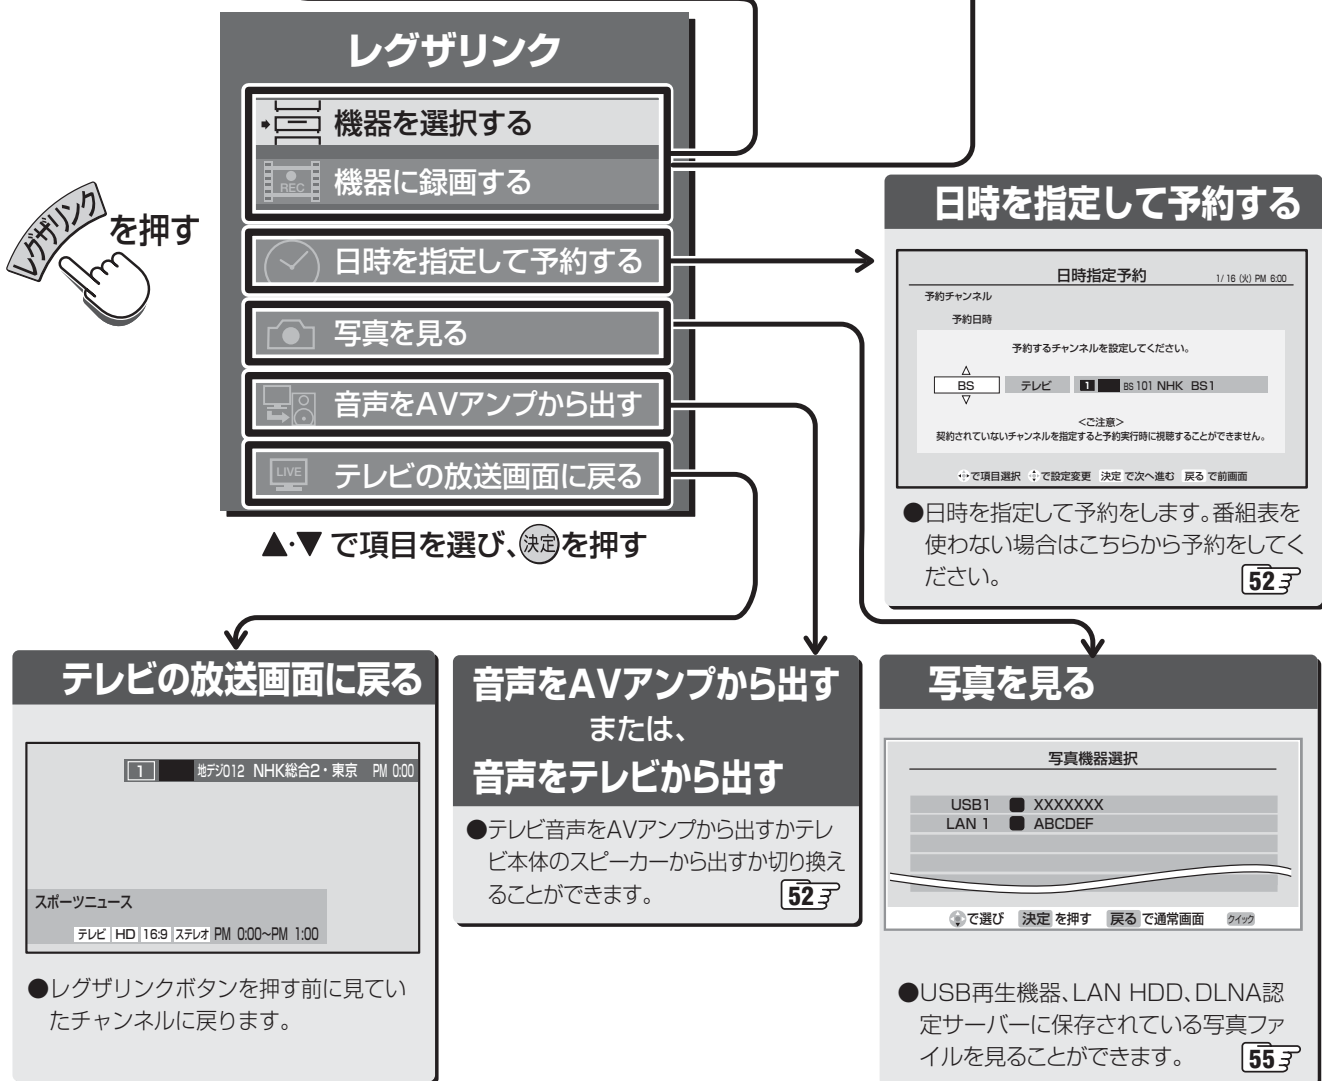 レグザリンク
機器を選択する
REC
機器に録画する
日時を指定して予約する
写真を見る
音声をAVアンプから出す
LIVE
テレビの放送画面に戻る
レグザリンク
を押す
▲·▼ で項目を選び、決定を押す
日時を指定して予約する
日時指定予約 1/ 16 (火) PM 6:00
予約チャンネル
予約日時
予約するチャンネルを設定してください。
△
BS テレビ 1 BS 101 NHK BS1
▽
<ご注意>
契約されていないチャンネルを指定すると予約実行時に視聴することができません。
で項目選択 で設定変更 決定 で次へ進む 戻る で前画面
●日時を指定して予約をします。番組表を
使わない場合はこちらから予約をしてく
ださい。 52
テレビの放送画面に戻る
1 地デジ012 NHK総合2・東京 PM 0:00
スポーツニュース
テレビ HD 16:9 ステレオ PM 0:00~PM 1:00
●レグザリンクボタンを押す前に見てい
たチャンネルに戻ります。
音声をAVアンプから出す
または、
音声をテレビから出す
●テレビ音声をAVアンプから出すかテレ
ビ本体のスピーカーから出すか切り換え
ることができます。 52
写真を見る
写真機器選択
USB1 XXXXXXX
LAN 1 ABCDEF
で選び 決定 を押す 戻る で通常画面 クイック
●USB再生機器、LAN HDD、DLNA認
定サーバーに保存されている写真ファ
イルを見ることができます。 55